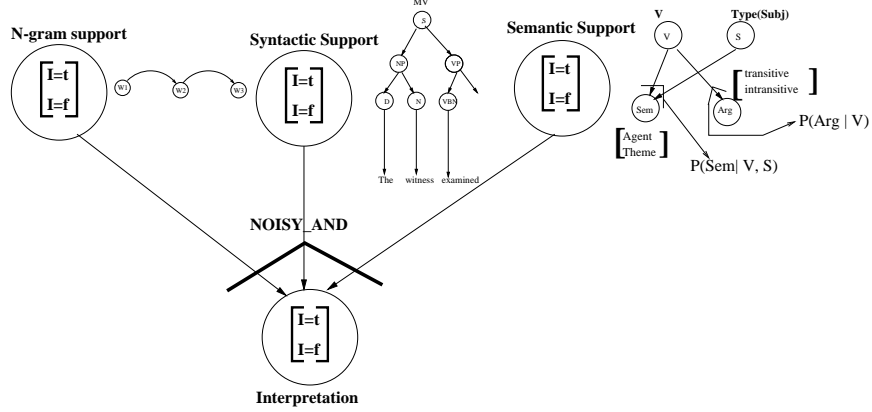 MV
V
Type(Subj)
N-gram support
Syntactic Support
Semantic Support
S
V
S
I=t
I=f
W1
W2
W3
I=t
I=f
NP
VP
I=t
I=f
transitive
intransitive
D
N
VBN
Sem
Arg
P(Arg | V)
Agent
Theme
P(Sem| V, S)
The
witness
examined
NOISY_AND
I=t
I=f
Interpretation